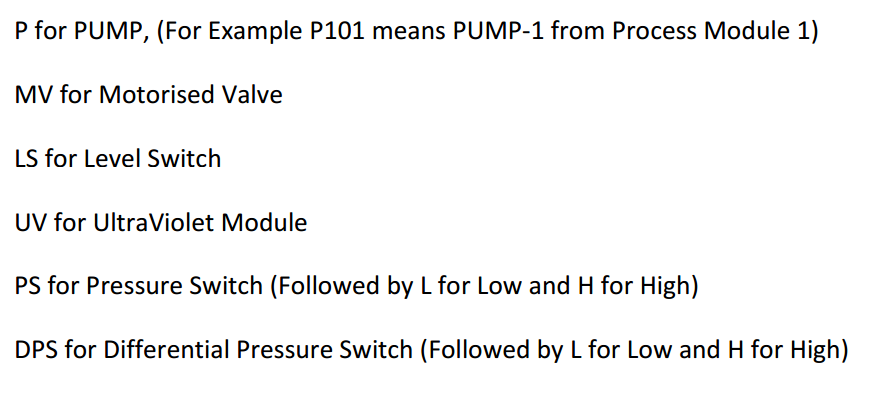 P for PUMP, (For Example P101 means PUMP-1 from Process Module 1)
MV for Motorised Valve
LS for Level Switch
UV for UltraViolet Module
PS for Pressure Switch (Followed by L for Low and H for High)
DPS for Differential Pressure Switch (Followed by L for Low and H for High)